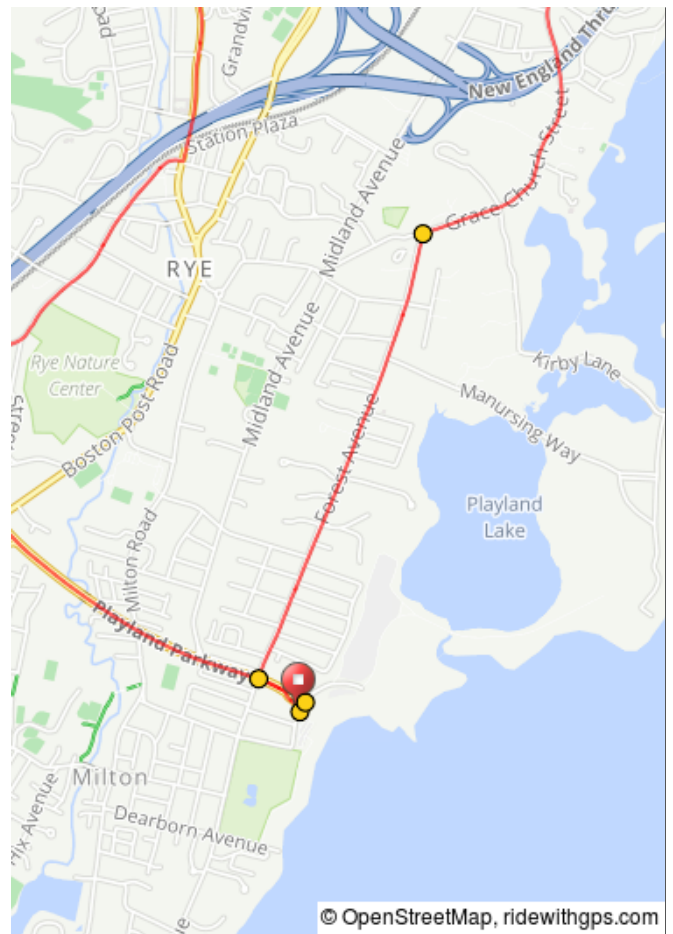 Grandvi
New England Thru
Station Plaza
Midland Avenue
Grace Church Street
RYE
Rye Nature
Center
Midland Avenue
Kirby Lane
Boston Post Road
Manursing Way
Forest Avenue
Playland
Lake
Milton Road
Playland Parkway
Milton
Hix Avenue
Dearborn Avenue
© OpenStreetMap, ridewithgps.com